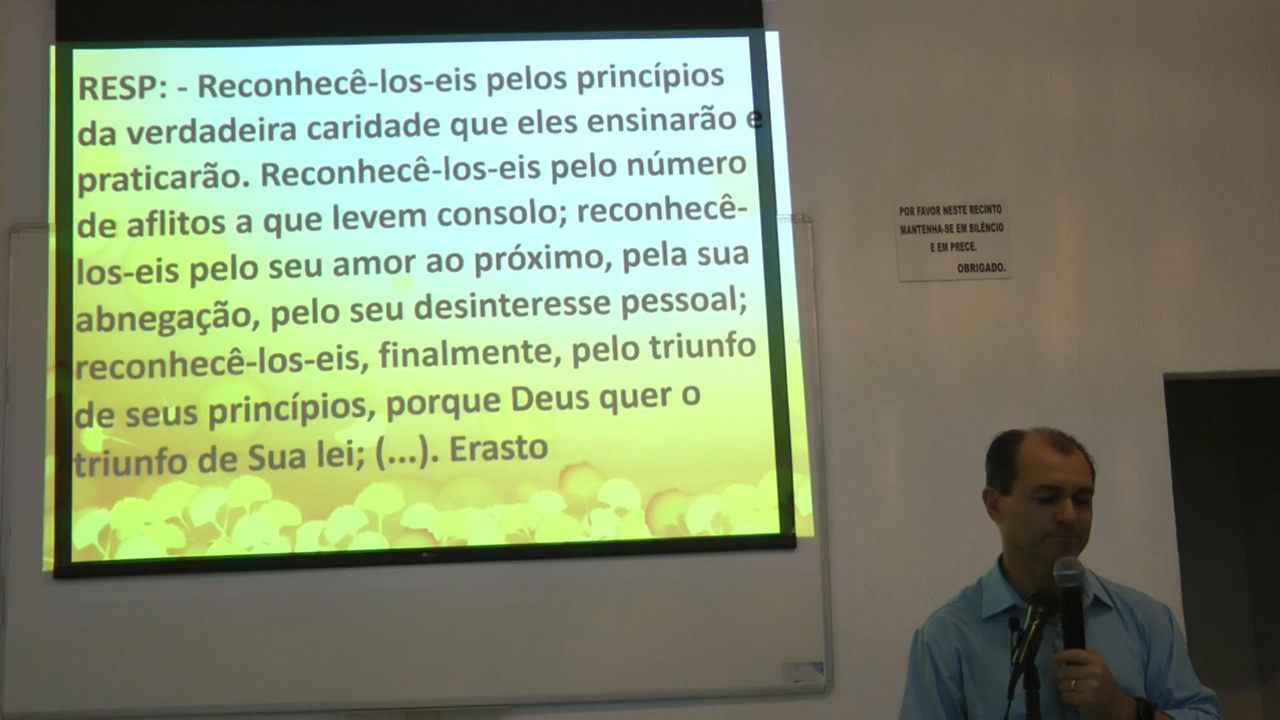 RESP: - Reconhecê-los-eis pelos princípios
da verdadeira caridade que eles ensinarão e
praticarão. Reconhecê-los-eis pelo número
de aflitos a que levem consolo; reconhecê-
los-eis pelo seu amor ao próximo, pela sua
abnegação, pelo seu desinteresse pessoal;
reconhecê-los-eis, finalmente, pelo triunfo
de seus princípios, porque Deus quer o
triunfo de Sua lei; (...). Erasto
POR FAVOR NESTE RECINTO
MANTENHA-SE EM SILÊNCIO
E EM PRECE.
OBRIGADO.